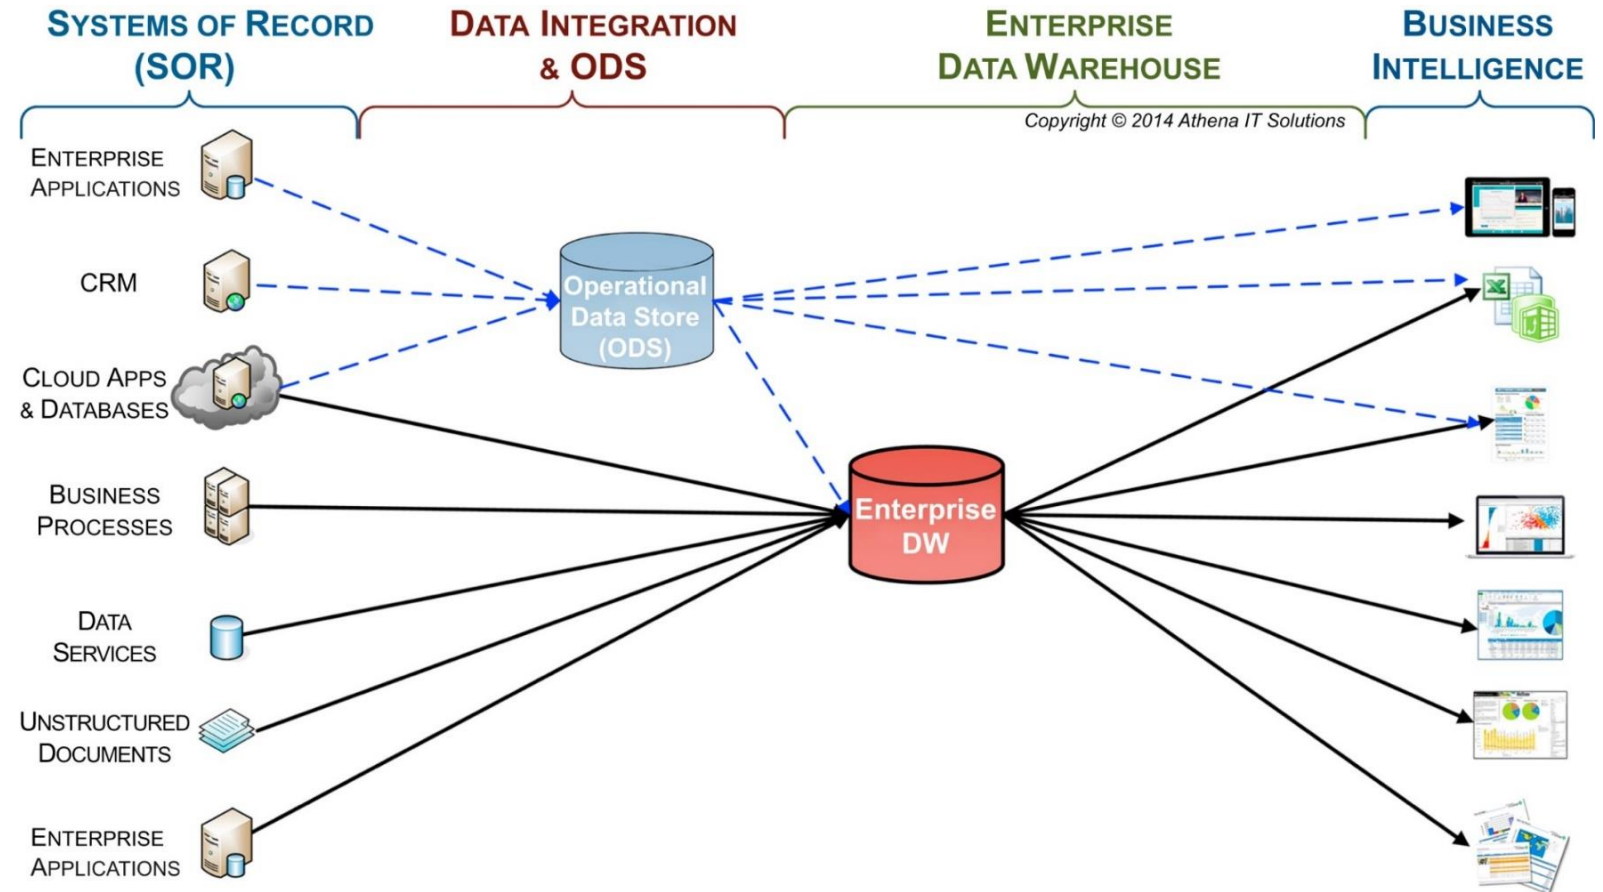 SYSTEMS OF RECORD
(SOR)
DATA INTEGRATION
& ODS
ENTERPRISE
DATA WAREHOUSE
BUSINESS
INTELLIGENCE
Copyright © 2014 Athena IT Solutions
ENTERPRISE
APPLICATIONS
CRM
CLOUD APPS
& DATABASES
BUSINESS
PROCESSES
DATA
SERVICES
UNSTRUCTURED
DOCUMENTS
ENTERPRISE
APPLICATIONS
Operational
Data Store
(ODS)
Enterprise
DW